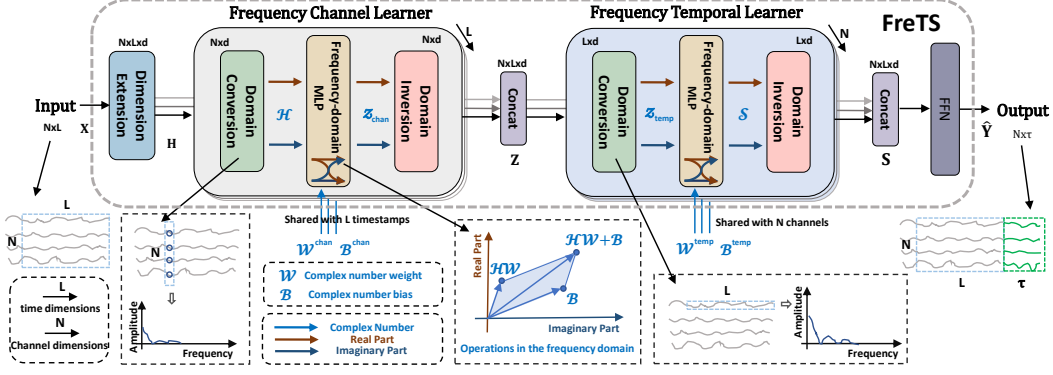 Frequency Channel Learner
Frequency Temporal Learner
FreTS
NxLxd
Nxd
Nxd
L
NxLxd
Lxd
Lxd
N
NxLxd
Input
NxL
X
Dimension Extension
H
Domain Conversion
𝓗
Frequency-domain MLP
𝓩chan
Domain Inversion
Concat
Z
Domain Conversion
𝓩temp
Frequency-domain MLP
𝓢
Domain Inversion
Concat
S
FFN
Output
Ŷ
Nxτ
Shared with L timestamps
𝓦chan 𝓑chan
Shared with N channels
𝓦temp 𝓑temp
L
N
N
Amplitude
Frequency
L
time dimensions
N
Channel dimensions
𝓦 Complex number weight
𝓑 Complex number bias
Complex Number
Real Part
Imaginary Part
Real Part
𝓗𝓦
𝓗𝓦+𝓑
𝓑
Imaginary Part
Operations in the frequency domain
L
N
Amplitude
Frequency
N
L
τ